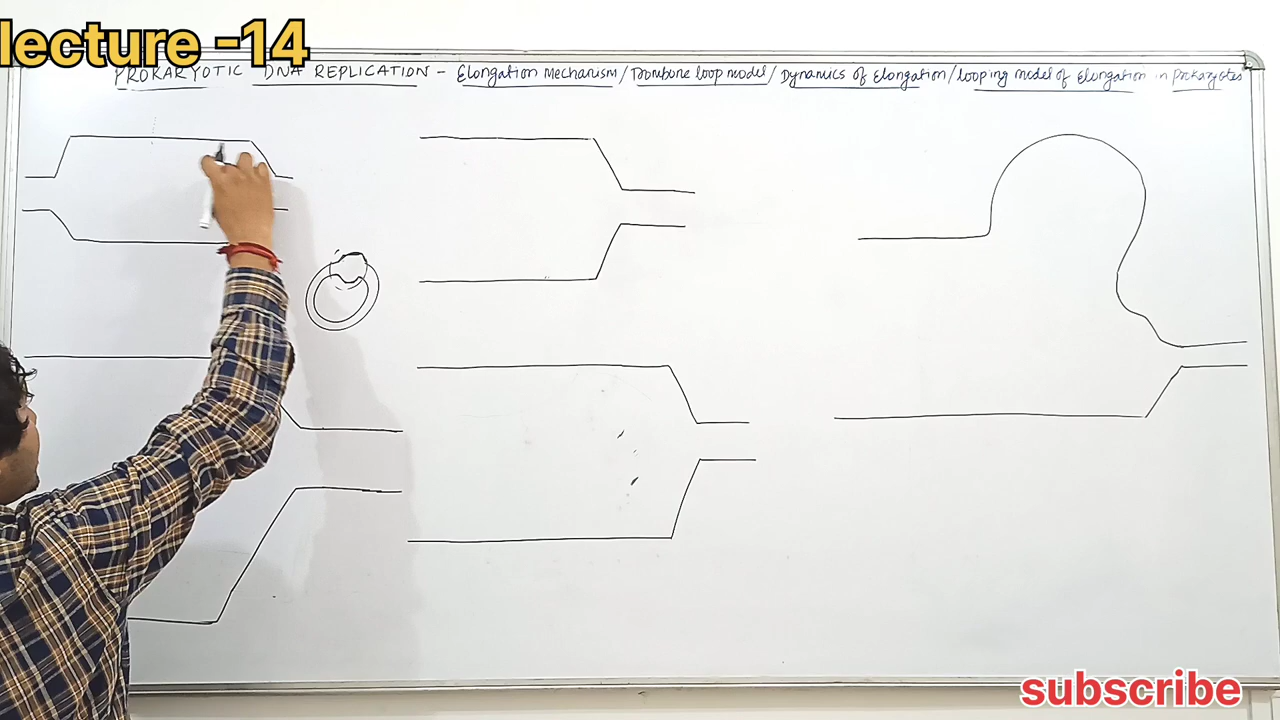 lecture -14
PROKARYOTIC DNA REPLICATION - Elongation Mechanism/Trombone loop model/Dynamics of Elongation/looping model of Elongation in Prokaryotes
subscribe